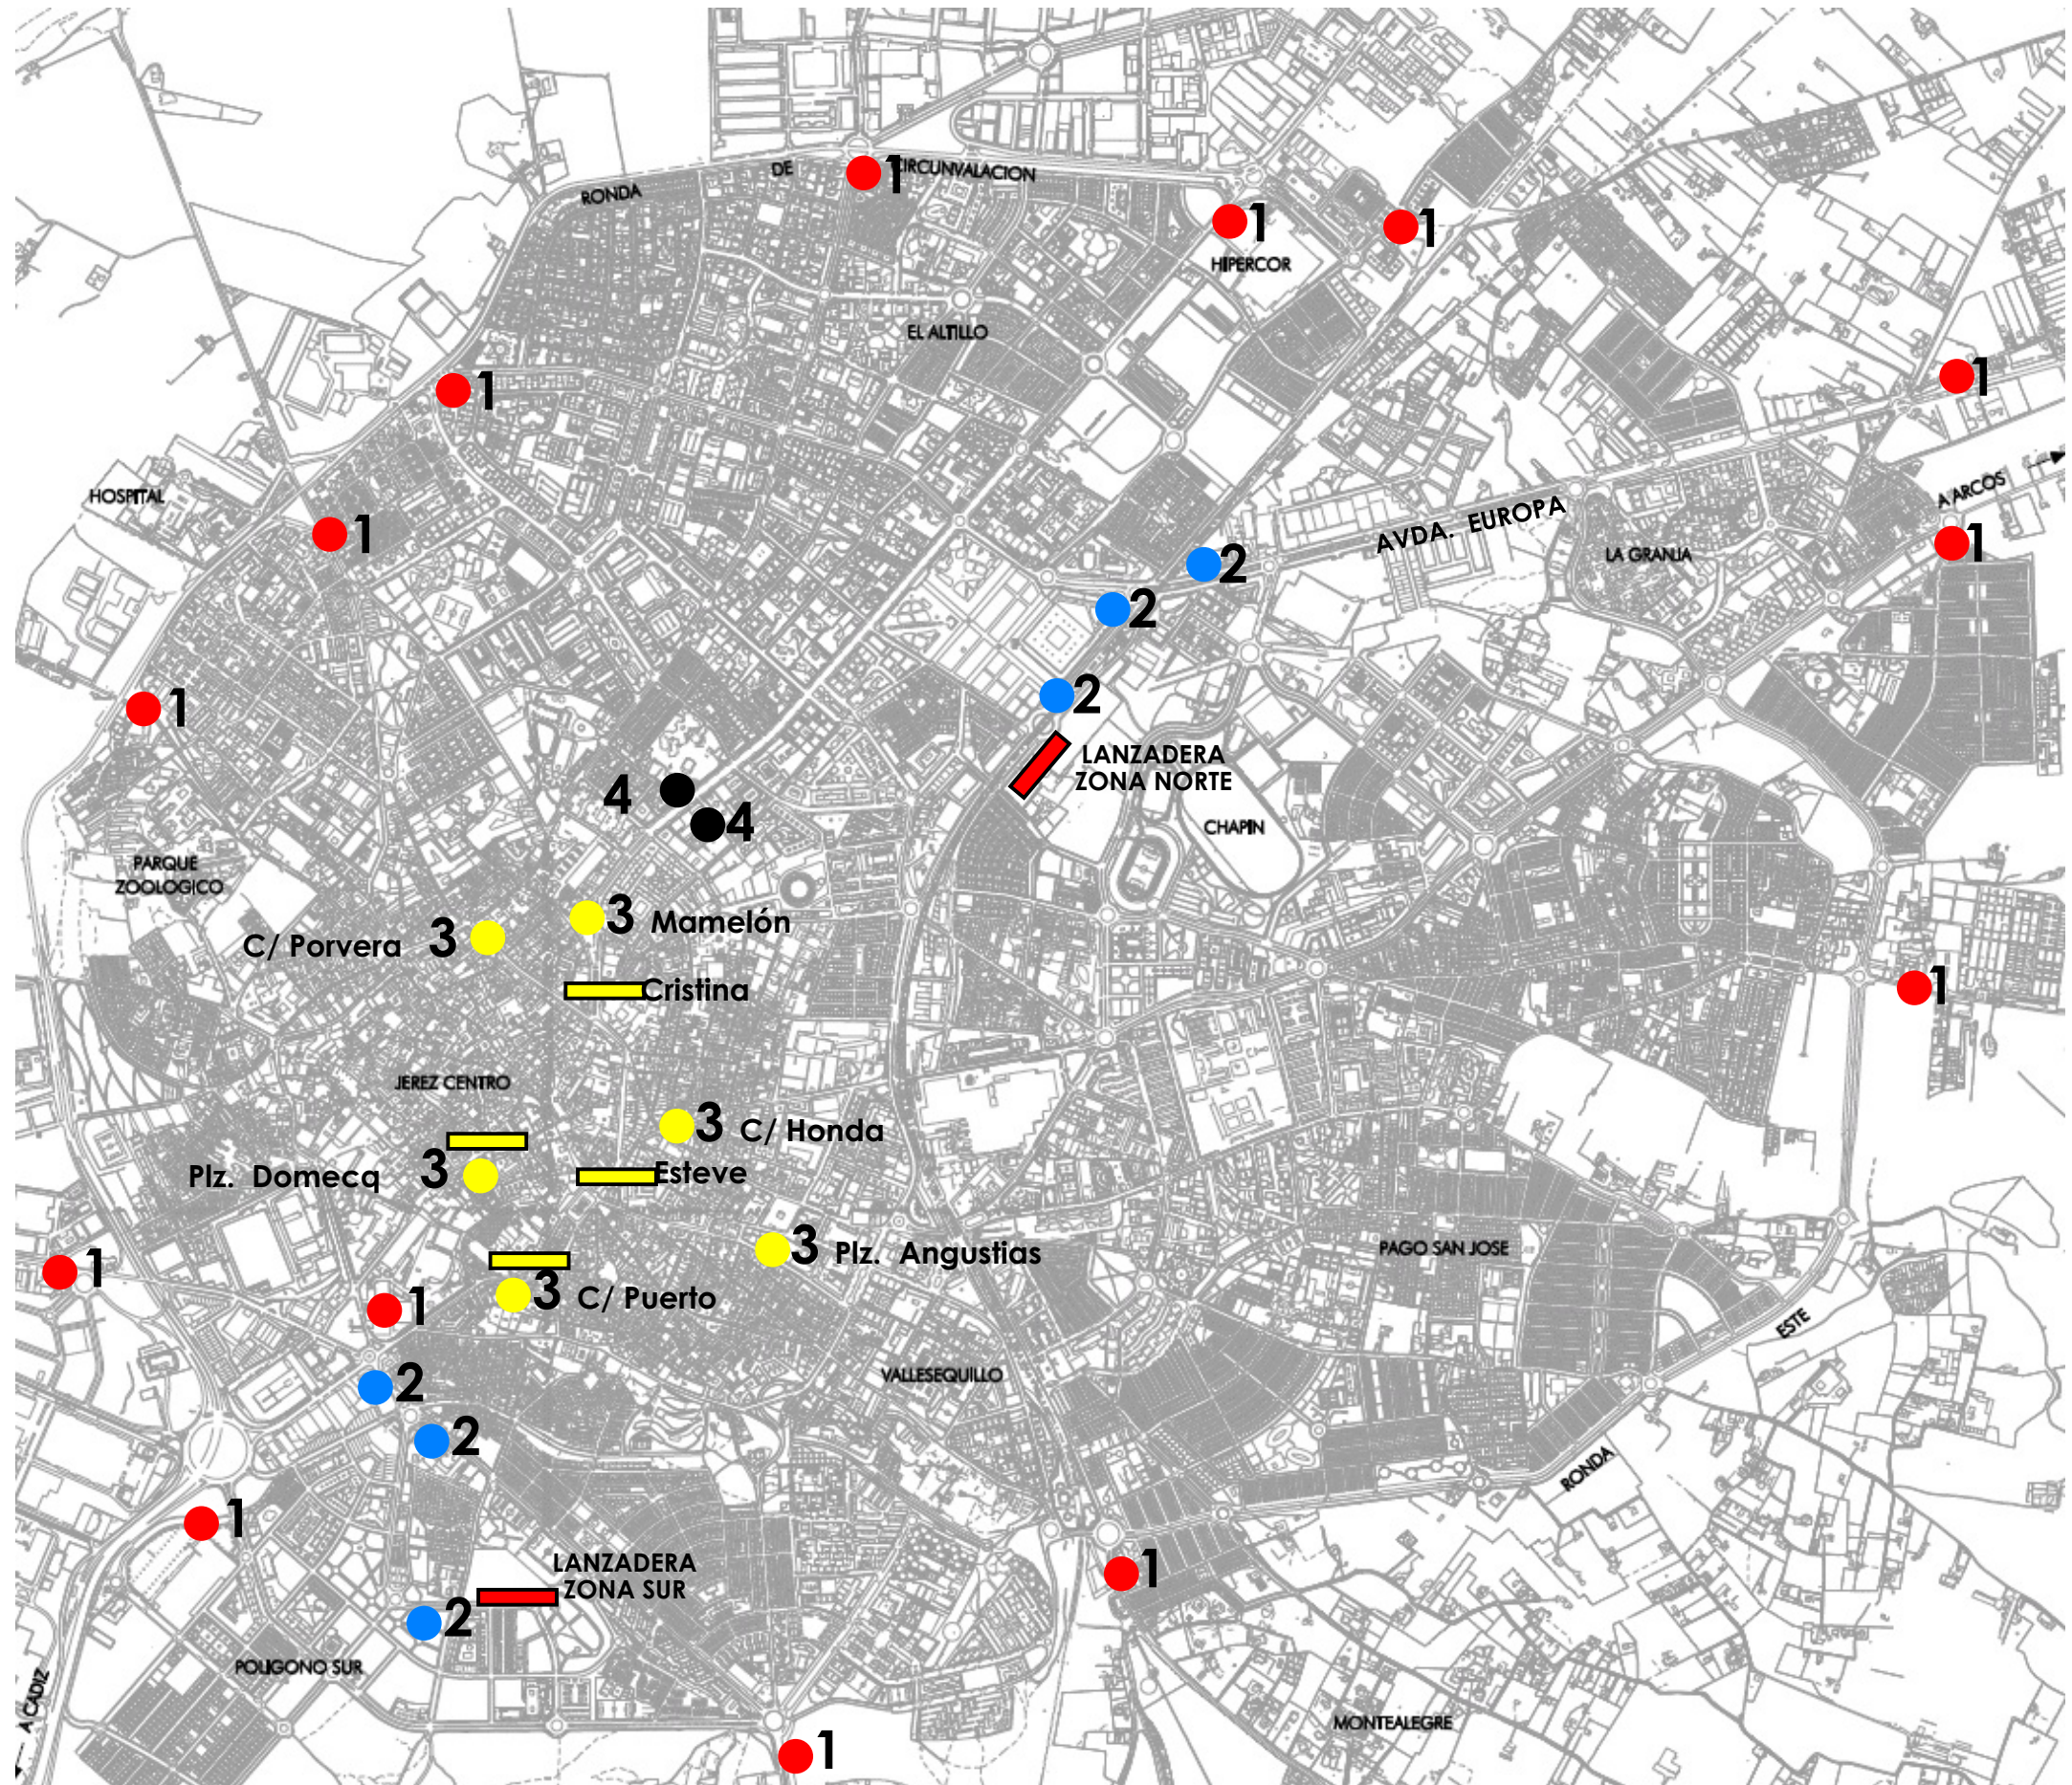 DE
1
CIRCUNVALACION
RONDA
1
1
HIPERCOR
EL ALTILLO
1
1
A ARCOS
HOSPITAL
AVDA. EUROPA
1
LA GRANJA
1
2
2
2
1
LANZADERA
ZONA NORTE
4
4
CHAPIN
PARQUE
ZOOLOGICO
3 Mamelón
C/ Porvera 3
Cristina
1
JEREZ CENTRO
3 C/ Honda
Plz. Domecq 3
Esteve
3 Plz. Angustias
PAGO SAN JOSE
1
3 C/ Puerto
1
ESTE
VALLESEQUILLO
2
2
RONDA
1
LANZADERA
ZONA SUR
1
2
POLIGONO SUR
A CADIZ
MONTEALEGRE
1